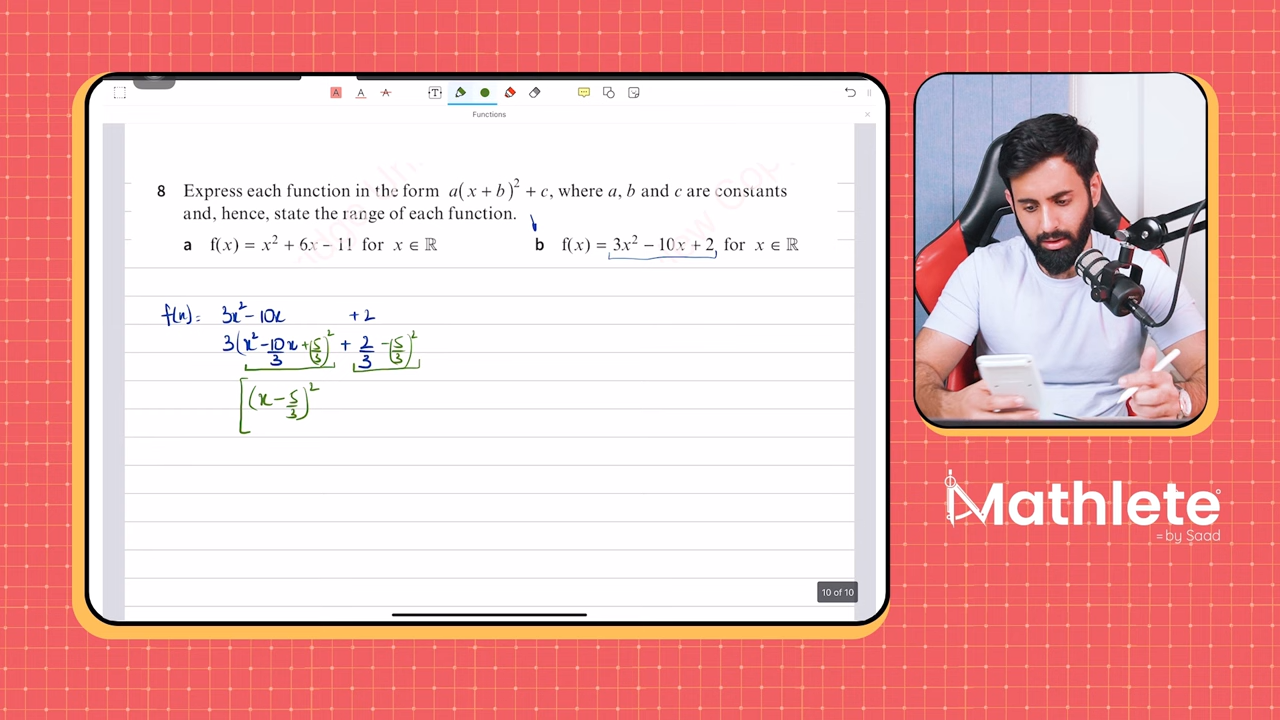 Functions
8 Express each function in the form a(x + b)² + c, where a, b and c are constants
and, hence, state the range of each function.
a f(x) = x² + 6x − 11 for x ∈ ℝ
b f(x) = 3x² − 10x + 2, for x ∈ ℝ
f(x) = 3x² − 10x + 2
3(x² − 10x/3 + 5/3)² + 2/3 − 5/3)²
[(x − 5/3)²
10 of 10
Mathlete
= by Saad